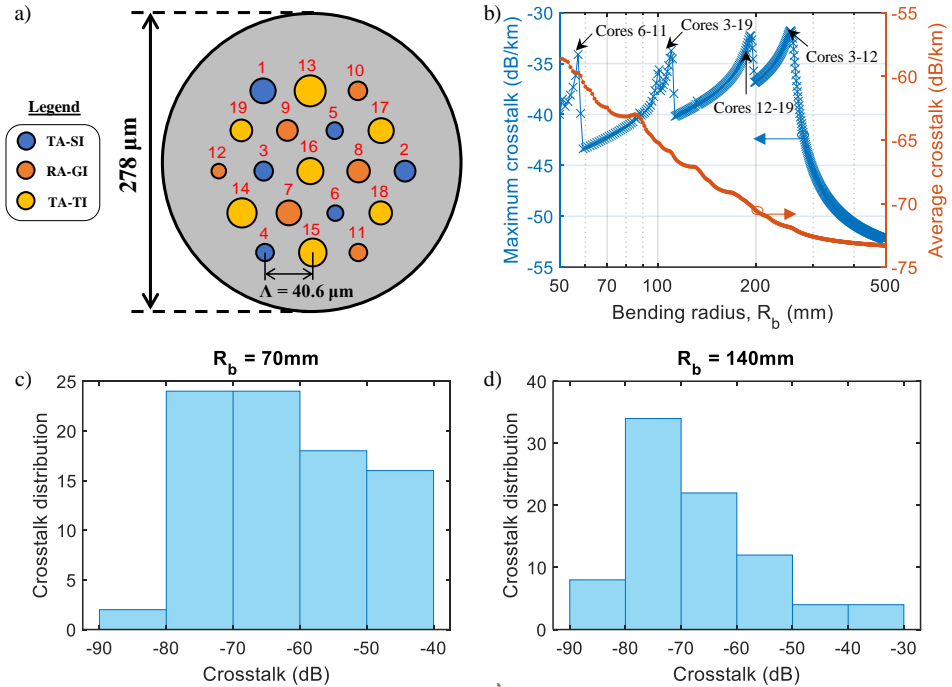 a)
Legend
TA-SI
RA-GI
TA-TI
278 μm
1
13
10
19
9
5
17
12
3
16
8
2
14
7
6
18
4
15
11
Λ = 40.6 μm
b)
Maximum crosstalk (dB/km)
-30
-35
-40
-45
-50
-55
Cores 6-11
Cores 3-19
Cores 3-12
Cores 12-19
-55
-60
-65
-70
-75
Average crosstalk (dB/km)
50 70 100 200 500
Bending radius, R_b (mm)
c)
R_b = 70mm
Crosstalk distribution
25
20
15
10
5
0
-90 -80 -70 -60 -50 -40
Crosstalk (dB)
d)
R_b = 140mm
Crosstalk distribution
40
30
20
10
0
-90 -80 -70 -60 -50 -40 -30
Crosstalk (dB)